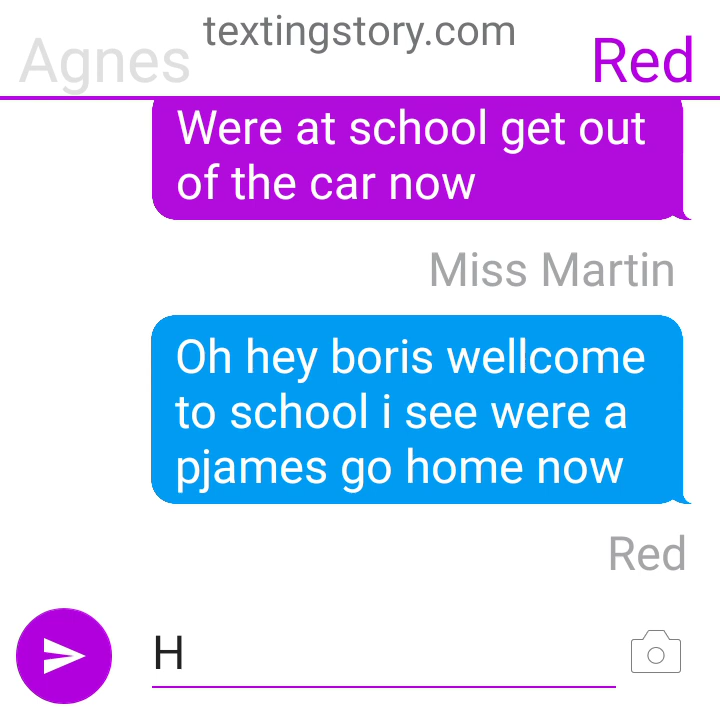 textingstory.com
Agnes
Red
Were at school get out
of the car now
Miss Martin
Oh hey boris wellcome
to school i see were a
pjames go home now
Red
H